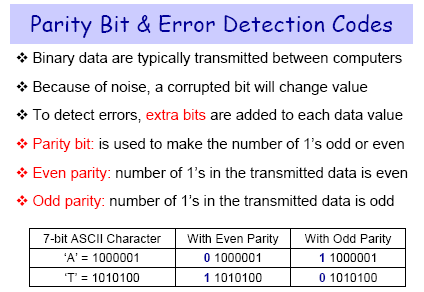 Parity Bit & Error Detection Codes
❖ Binary data are typically transmitted between computers
❖ Because of noise, a corrupted bit will change value
❖ To detect errors, extra bits are added to each data value
❖ Parity bit: is used to make the number of 1's odd or even
❖ Even parity: number of 1's in the transmitted data is even
❖ Odd parity: number of 1's in the transmitted data is odd
7-bit ASCII Character With Even Parity With Odd Parity
'A' = 1000001 0 1000001 1 1000001
'T' = 1010100 1 1010100 0 1010100